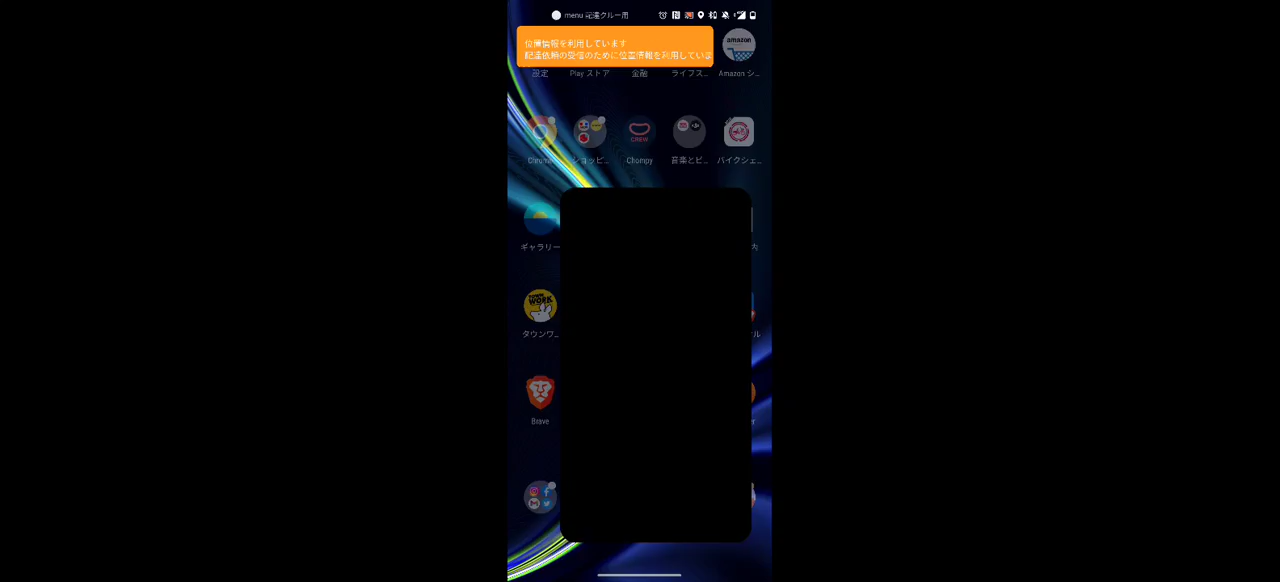 menu 配達クルー用
位置情報を利用しています
配達依頼の受信のために位置情報を利用していま
amazon
設定
Play ストア
金融
ライフス…
Amazon シ…
CREW
Chrome
ショッピ…
Chompy
音楽とビ…
バイクシェ…
ギャラリー
内
TOWN
WORK
タウンワ…
ル
Brave
er